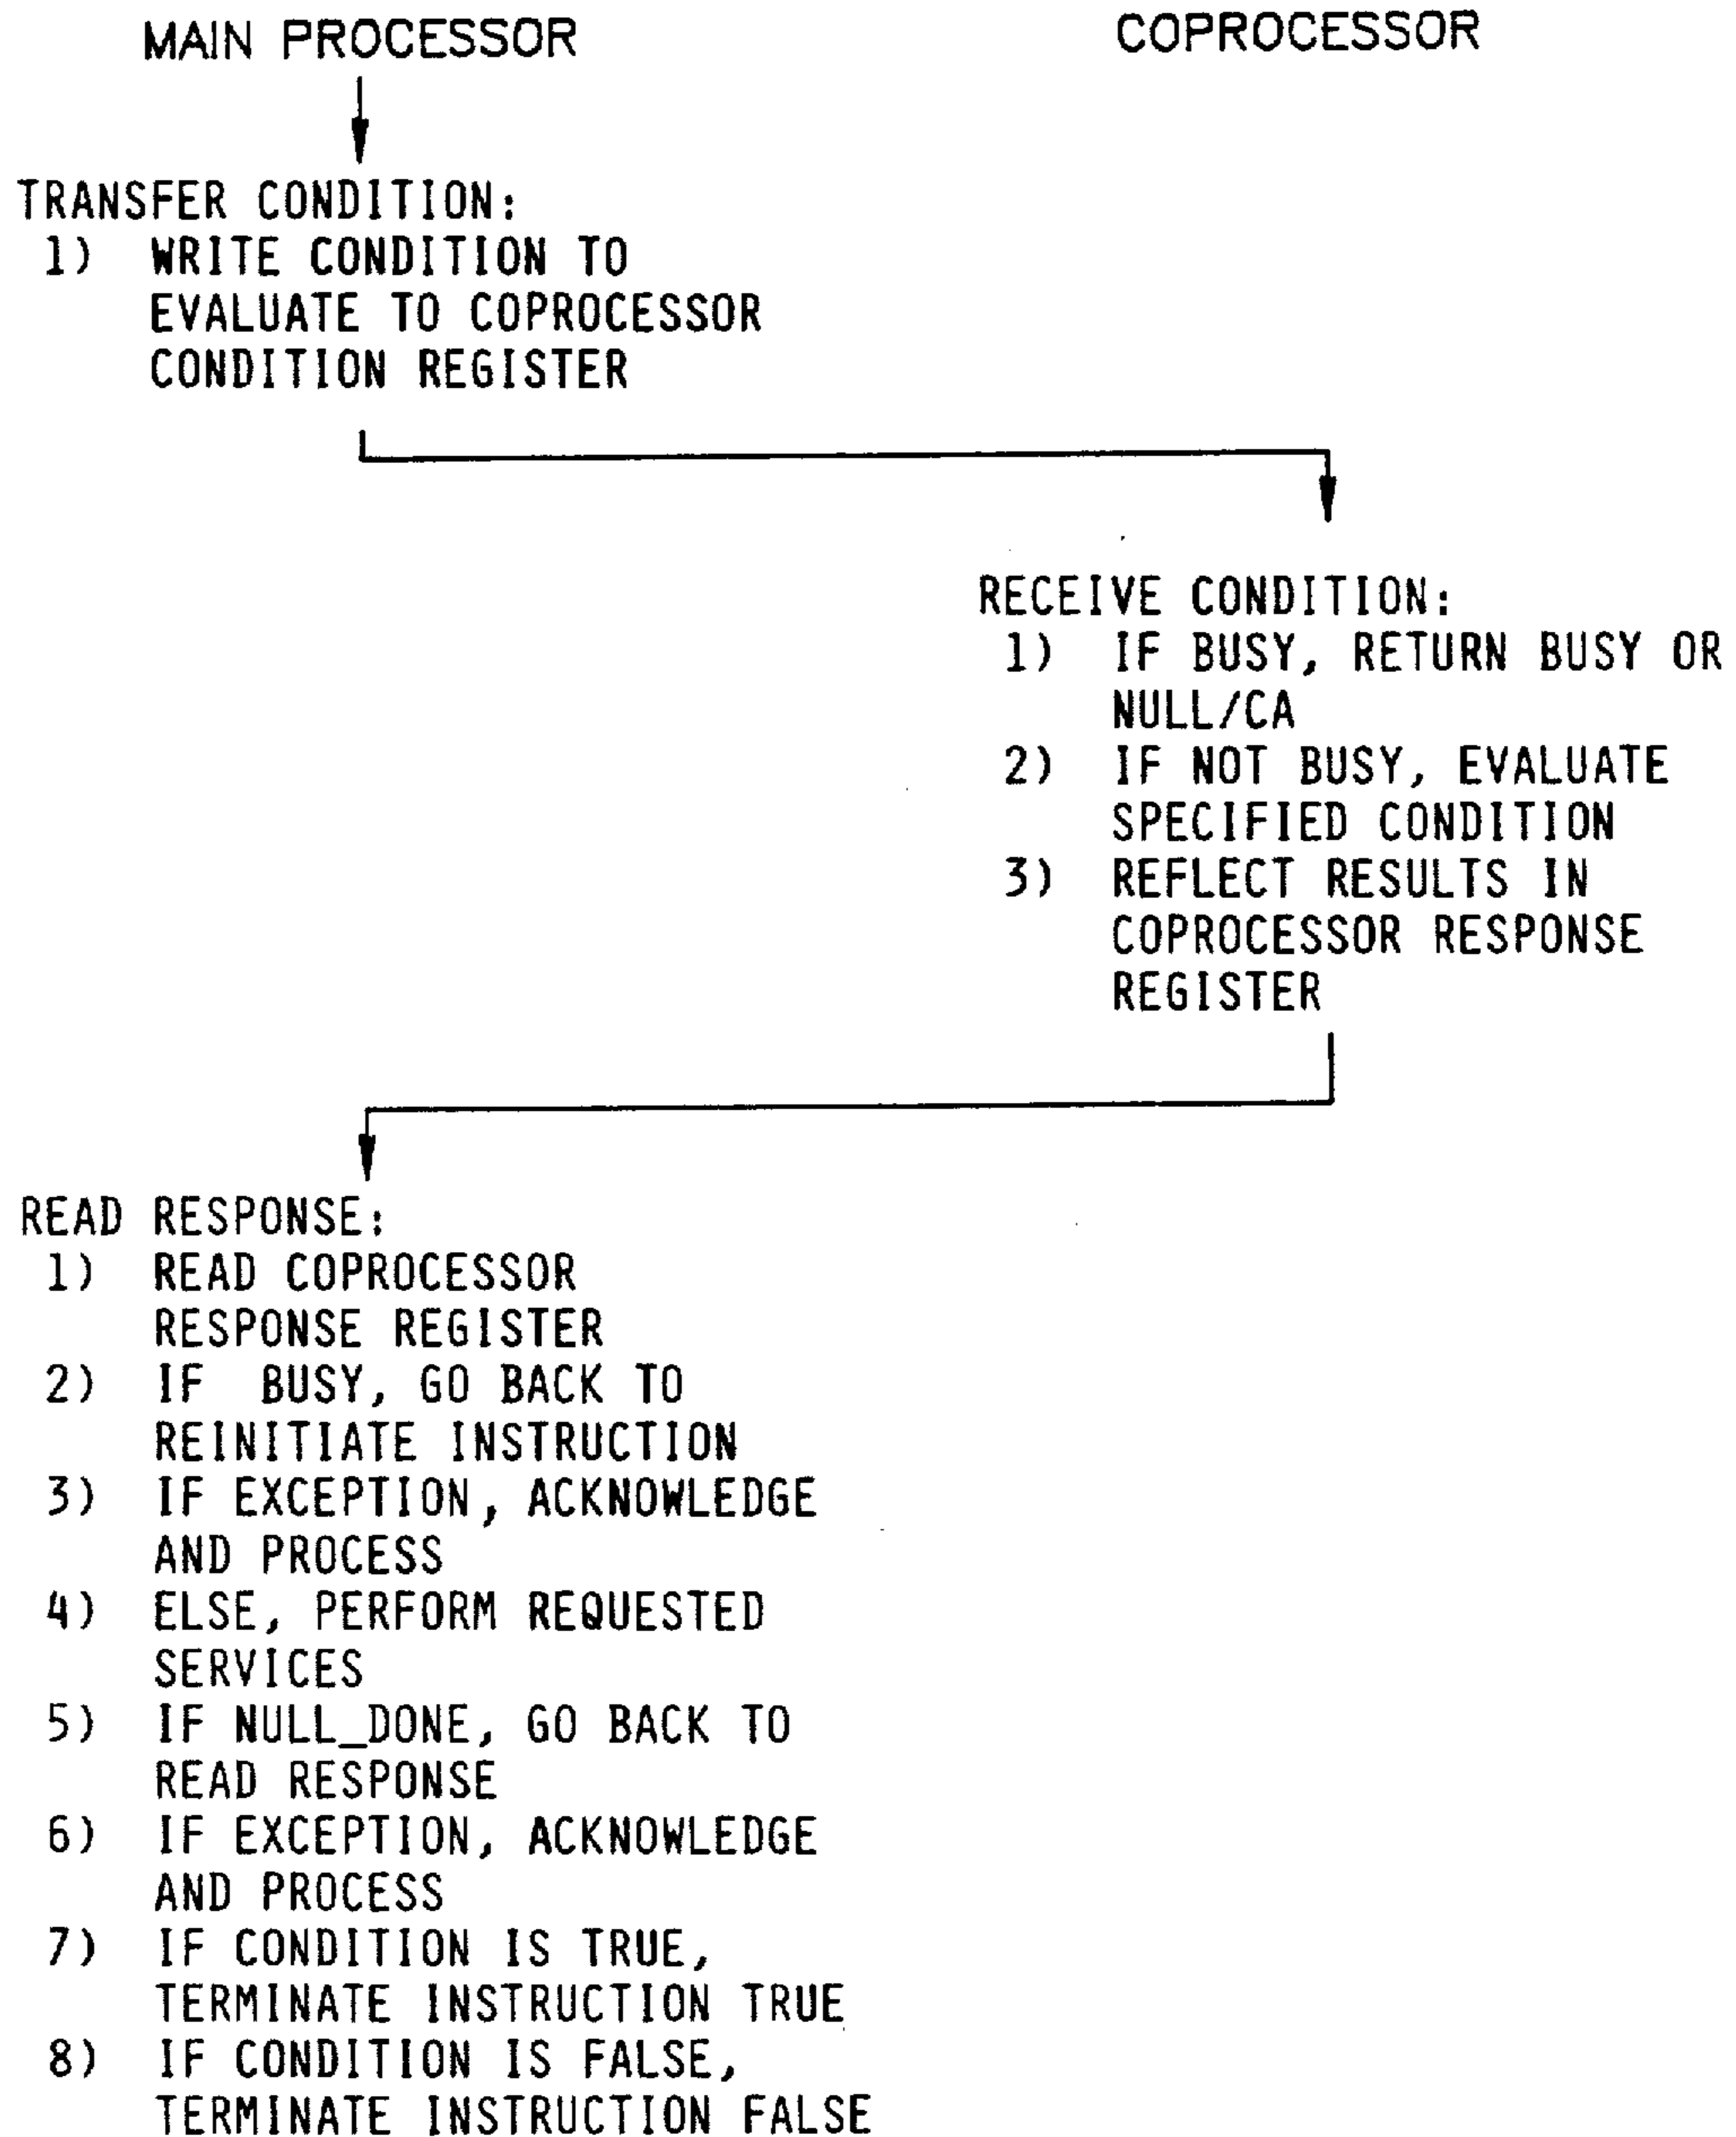 MAIN PROCESSOR
COPROCESSOR
TRANSFER CONDITION:
1) WRITE CONDITION TO
EVALUATE TO COPROCESSOR
CONDITION REGISTER
RECEIVE CONDITION:
1) IF BUSY, RETURN BUSY OR
NULL/CA
2) IF NOT BUSY, EVALUATE
SPECIFIED CONDITION
3) REFLECT RESULTS IN
COPROCESSOR RESPONSE
REGISTER
READ RESPONSE:
1) READ COPROCESSOR
RESPONSE REGISTER
2) IF BUSY, GO BACK TO
REINITIATE INSTRUCTION
3) IF EXCEPTION, ACKNOWLEDGE
AND PROCESS
4) ELSE, PERFORM REQUESTED
SERVICES
5) IF NULL_DONE, GO BACK TO
READ RESPONSE
6) IF EXCEPTION, ACKNOWLEDGE
AND PROCESS
7) IF CONDITION IS TRUE,
TERMINATE INSTRUCTION TRUE
8) IF CONDITION IS FALSE,
TERMINATE INSTRUCTION FALSE